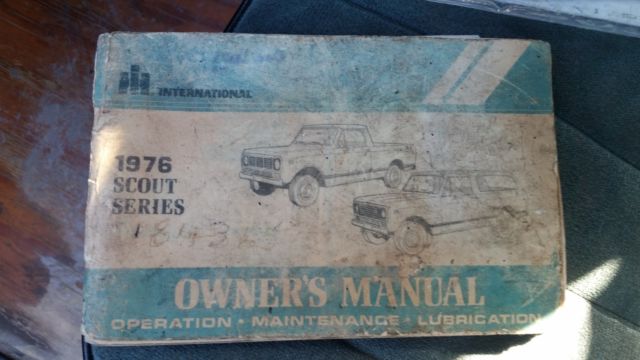 INTERNATIONAL
1976
SCOUT
SERIES
OWNER'S MANUAL
OPERATION • MAINTENANCE • LUBRICATION